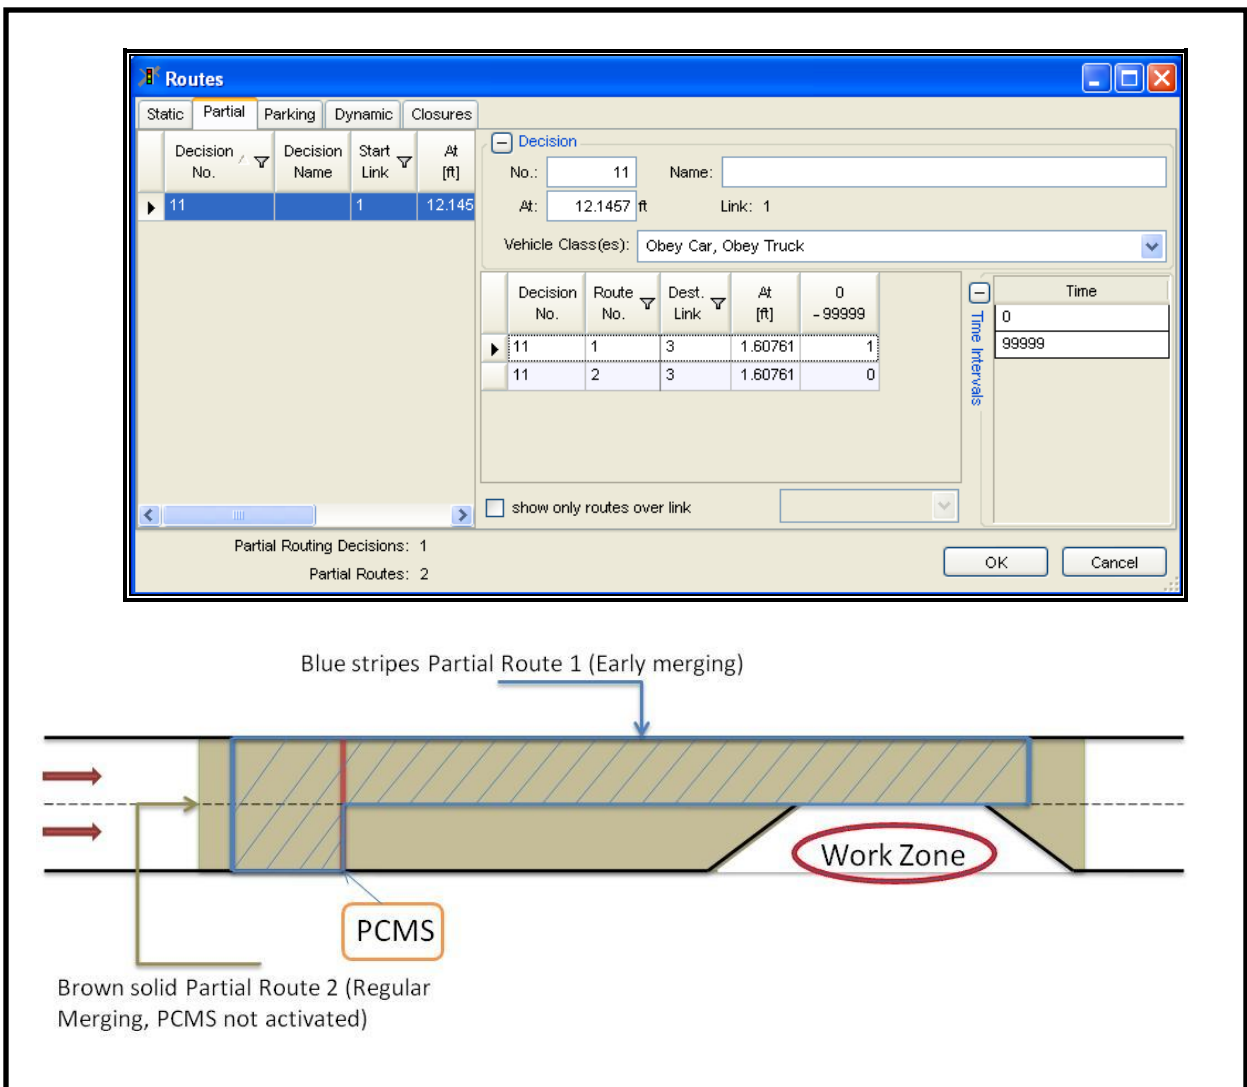 Routes
Static Partial Parking Dynamic Closures
Decision No. Decision Name Start Link At [ft]
11 1 12.145
Decision
No.: 11 Name:
At: 12.1457 ft Link: 1
Vehicle Class(es): Obey Car, Obey Truck
Decision No. Route No. Dest. Link At [ft] 0 - 99999
11 1 3 1.60761 1
11 2 3 1.60761 0
Time Intervals
Time
0
99999
show only routes over link
Partial Routing Decisions: 1
Partial Routes: 2
OK Cancel
Blue stripes Partial Route 1 (Early merging)
Work Zone
PCMS
Brown solid Partial Route 2 (Regular
Merging, PCMS not activated)